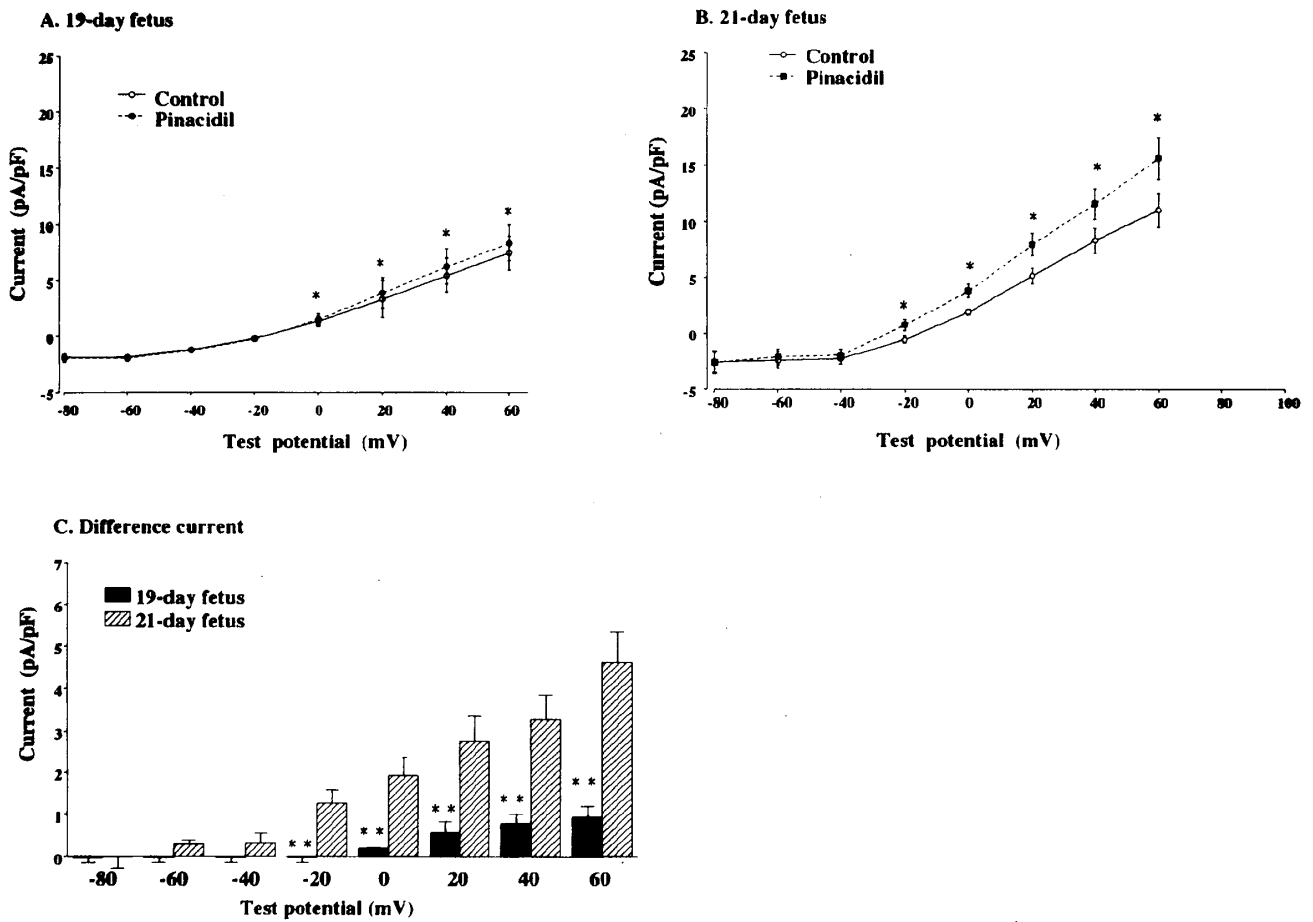 A. 19-day fetus
25
20
15
10
5
0
-5
Current (pA/pF)
Control
Pinacidil
*
*
*
*
-80 -60 -40 -20 0 20 40 60
Test potential (mV)
B. 21-day fetus
25
20
15
10
5
0
-5
Current (pA/pF)
Control
Pinacidil
*
*
*
*
*
-80 -60 -40 -20 0 20 40 60 80 100
Test potential (mV)
C. Difference current
7
6
5
4
3
2
1
0
Current (pA/pF)
19-day fetus
21-day fetus
* *
* *
* *
* *
* *
-80 -60 -40 -20 0 20 40 60
Test potential (mV)